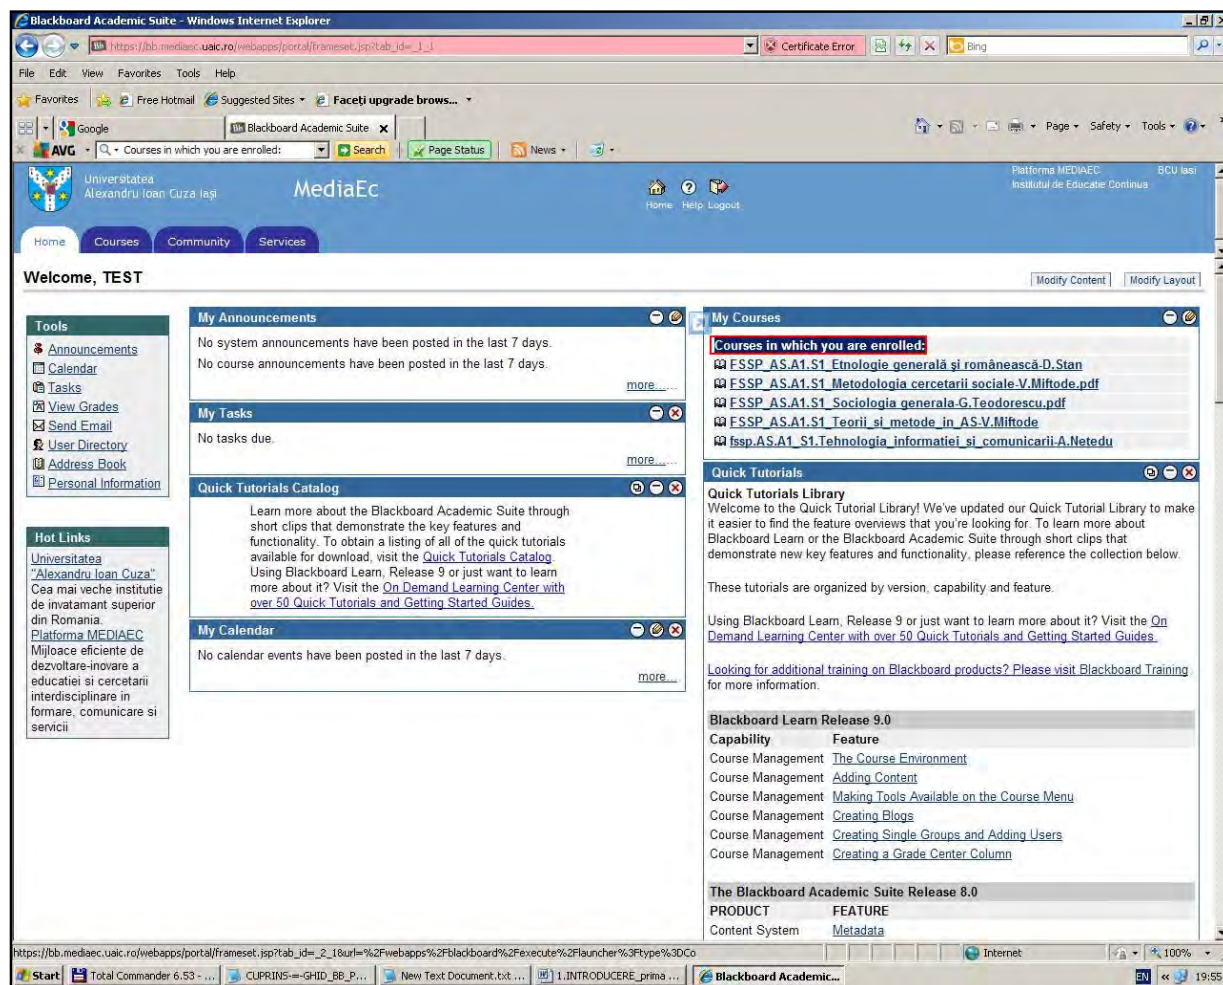 Blackboard Academic Suite - Windows Internet Explorer
https://bb.mediaec.uaic.ro/webapps/portal/frameset.jsp?tab_id=_1_1
Certificate Error
Bing
File Edit View Favorites Tools Help
Favorites Free Hotmail Suggested Sites Faceţi upgrade brows...
Google
Blackboard Academic Suite
Page Safety Tools
AVG Courses in which you are enrolled: Search Page Status News
Universitatea
Alexandru Ioan Cuza Iaşi
MediaEc
Home Help Logout
Platforma MEDIAEC BCU Iasi
Institutul de Educatie Continua
Home Courses Community Services
Welcome, TEST
Modify Content Modify Layout
Tools
Announcements
Calendar
Tasks
View Grades
Send Email
User Directory
Address Book
Personal Information
Hot Links
Universitatea
"Alexandru Ioan Cuza"
Cea mai veche institutie
de invatamant superior
din Romania.
Platforma MEDIAEC
Mijloace eficiente de
dezvoltare-inovare a
educatiei si cercetarii
interdisciplinare in
formare, comunicare si
servicii
My Announcements
No system announcements have been posted in the last 7 days.
No course announcements have been posted in the last 7 days.
more......
My Tasks
No tasks due.
more......
Quick Tutorials Catalog
Learn more about the Blackboard Academic Suite through
short clips that demonstrate the key features and
functionality. To obtain a listing of all of the quick tutorials
available for download, visit the Quick Tutorials Catalog.
Using Blackboard Learn, Release 9 or just want to learn
more about it? Visit the On Demand Learning Center with
over 50 Quick Tutorials and Getting Started Guides.
My Calendar
No calendar events have been posted in the last 7 days.
more...
My Courses
Courses in which you are enrolled:
FSSP_AS.A1.S1_Etnologie generală şi românească-D.Stan
FSSP_AS.A1.S1_Metodologia cercetarii sociale-V.Miftode.pdf
FSSP_AS.A1.S1_Sociologia generala-G.Teodorescu.pdf
FSSP_AS.A1.S1_Teorii_si_metode_in_AS-V.Miftode
fssp.AS.A1_S1.Tehnologia_informatiei_si_comunicarii-A.Netedu
Quick Tutorials
Quick Tutorials Library
Welcome to the Quick Tutorial Library! We've updated our Quick Tutorial Library to make
it easier to find the feature overviews that you're looking for. To learn more about
Blackboard Learn or the Blackboard Academic Suite through short clips that
demonstrate new key features and functionality, please reference the collection below.
These tutorials are organized by version, capability and feature.
Using Blackboard Learn, Release 9 or just want to learn more about it? Visit the On
Demand Learning Center with over 50 Quick Tutorials and Getting Started Guides.
Looking for additional training on Blackboard products? Please visit Blackboard Training
for more information.
Blackboard Learn Release 9.0
Capability Feature
Course Management The Course Environment
Course Management Adding Content
Course Management Making Tools Available on the Course Menu
Course Management Creating Blogs
Course Management Creating Single Groups and Adding Users
Course Management Creating a Grade Center Column
The Blackboard Academic Suite Release 8.0
PRODUCT FEATURE
Content System Metadata
https://bb.mediaec.uaic.ro/webapps/portal/frameset.jsp?tab_id=_2_1&url=%2Fwebapps%2Fblackboard%2Fexecute%2Flauncher%3Ftype%3DCo
Internet 100%
Start Total Commander 6.53 - ... CUPRINS-=-GHID_BB_P... New Text Document.txt ... 1.INTRODUCERE_prima ... Blackboard Academic... EN 19:55